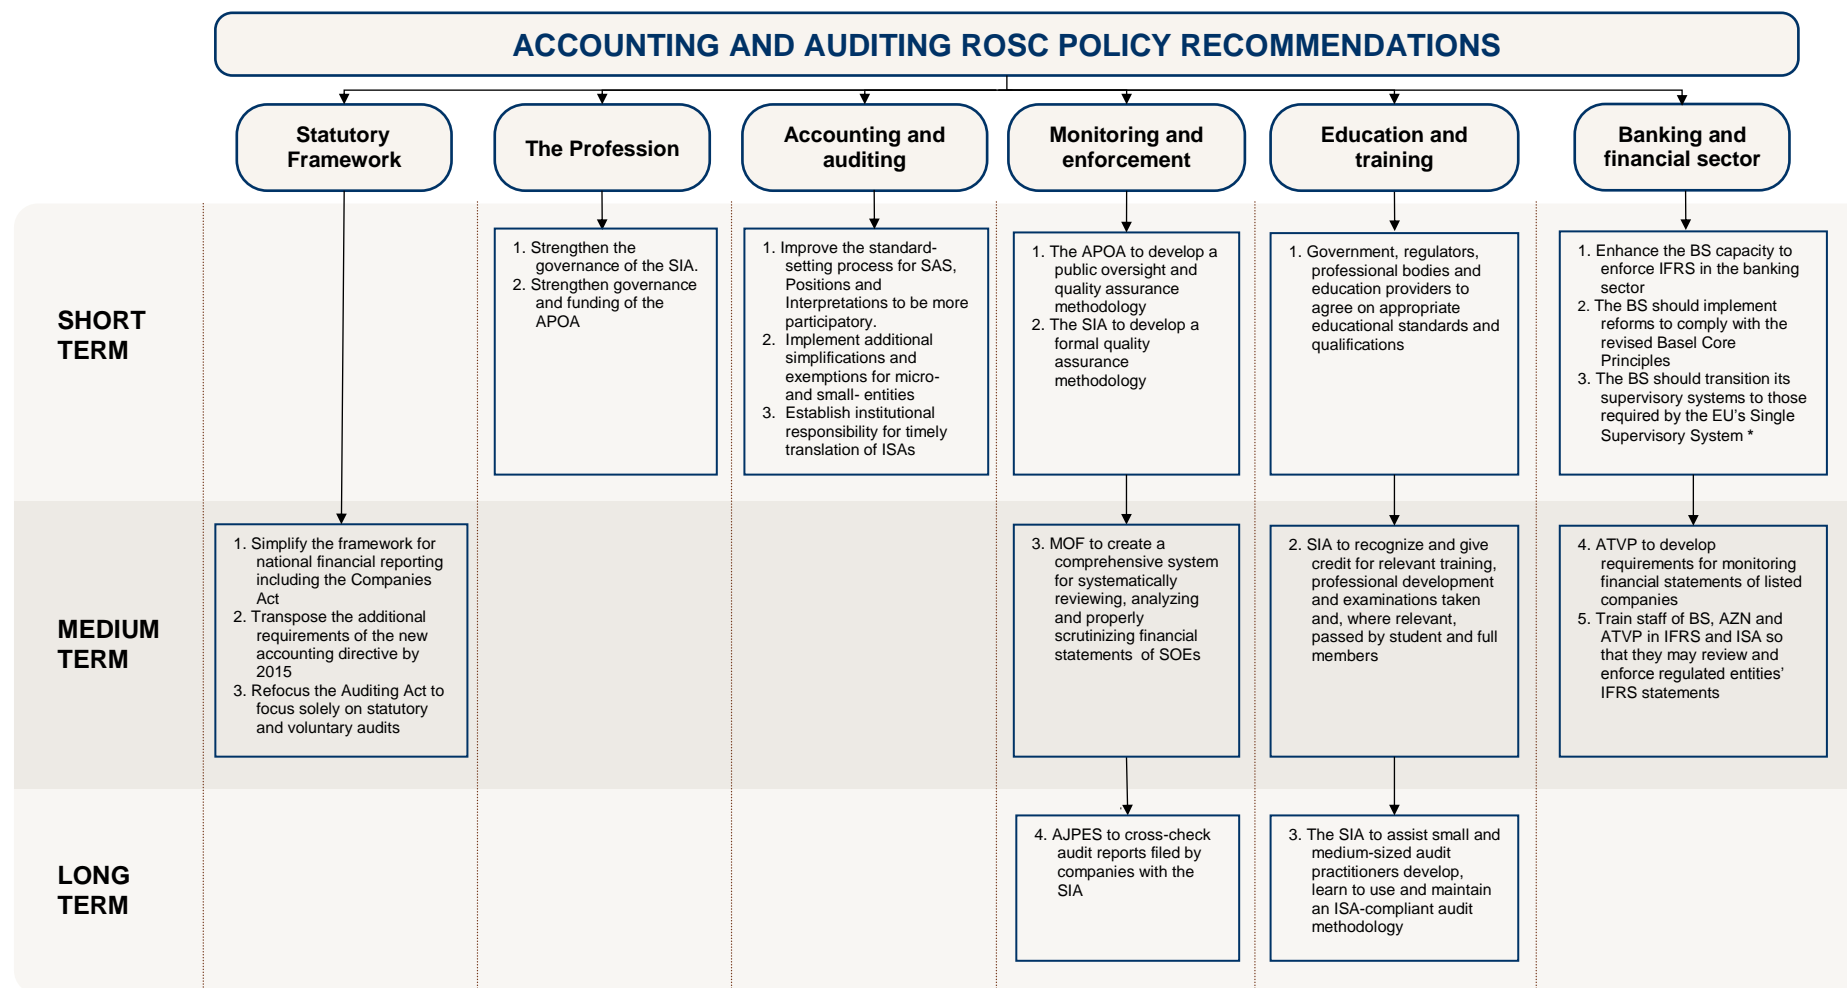 ACCOUNTING AND AUDITING ROSC POLICY RECOMMENDATIONS
Statutory
Framework
The Profession
Accounting and
auditing
Monitoring and
enforcement
Education and
training
Banking and
financial sector
SHORT
TERM
1. Strengthen the
governance of the SIA.
2. Strengthen governance
and funding of the
APOA
1. Improve the standard-
setting process for SAS,
Positions and
Interpretations to be more
participatory.
2. Implement additional
simplifications and
exemptions for micro-
and small- entities
3. Establish institutional
responsibility for timely
translation of ISAs
1. The APOA to develop a
public oversight and
quality assurance
methodology
2. The SIA to develop a
formal quality
assurance
methodology
1. Government, regulators,
professional bodies and
education providers to
agree on appropriate
educational standards and
qualifications
1. Enhance the BS capacity to
enforce IFRS in the banking
sector
2. The BS should implement
reforms to comply with the
revised Basel Core
Principles
3. The BS should transition its
supervisory systems to those
required by the EU’s Single
Supervisory System *
MEDIUM
TERM
1. Simplify the framework for
national financial reporting
including the Companies
Act
2. Transpose the additional
requirements of the new
accounting directive by
2015
3. Refocus the Auditing Act to
focus solely on statutory
and voluntary audits
3. MOF to create a
comprehensive system
for systematically
reviewing, analyzing
and properly
scrutinizing financial
statements of SOEs
2. SIA to recognize and give
credit for relevant training,
professional development
and examinations taken
and, where relevant,
passed by student and full
members
4. ATVP to develop
requirements for monitoring
financial statements of listed
companies
5. Train staff of BS, AZN and
ATVP in IFRS and ISA so
that they may review and
enforce regulated entities’
IFRS statements
LONG
TERM
4. AJPES to cross-check
audit reports filed by
companies with the
SIA
3. The SIA to assist small and
medium-sized audit
practitioners develop,
learn to use and maintain
an ISA-compliant audit
methodology